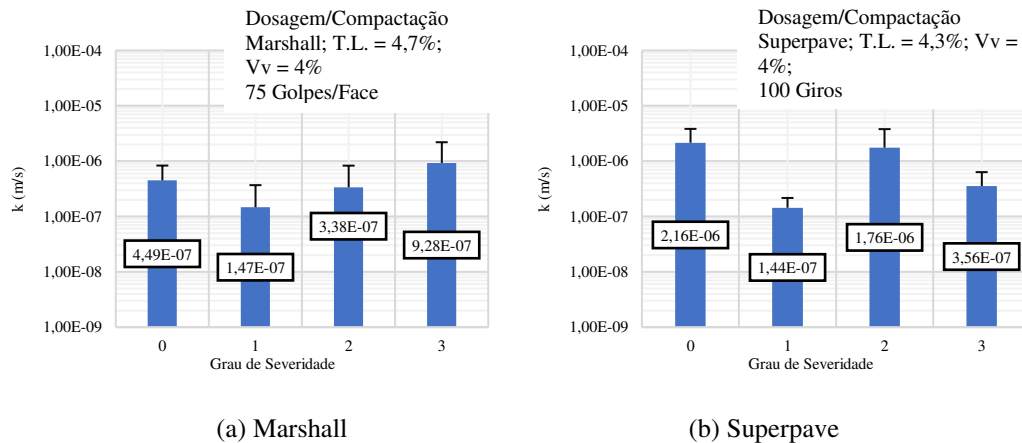 Dosagem/Compactação
Marshall; T.L. = 4,7%;
Vv = 4%
75 Golpes/Face
1,00E-04
1,00E-05
1,00E-06
1,00E-07
1,00E-08
1,00E-09
k (m/s)
4,49E-07
1,47E-07
3,38E-07
9,28E-07
0 1 2 3
Grau de Severidade
(a) Marshall
Dosagem/Compactação
Superpave; T.L. = 4,3%; Vv =
4%;
100 Giros
1,00E-04
1,00E-05
1,00E-06
1,00E-07
1,00E-08
1,00E-09
k (m/s)
2,16E-06
1,44E-07
1,76E-06
3,56E-07
0 1 2 3
Grau de Severidade
(b) Superpave